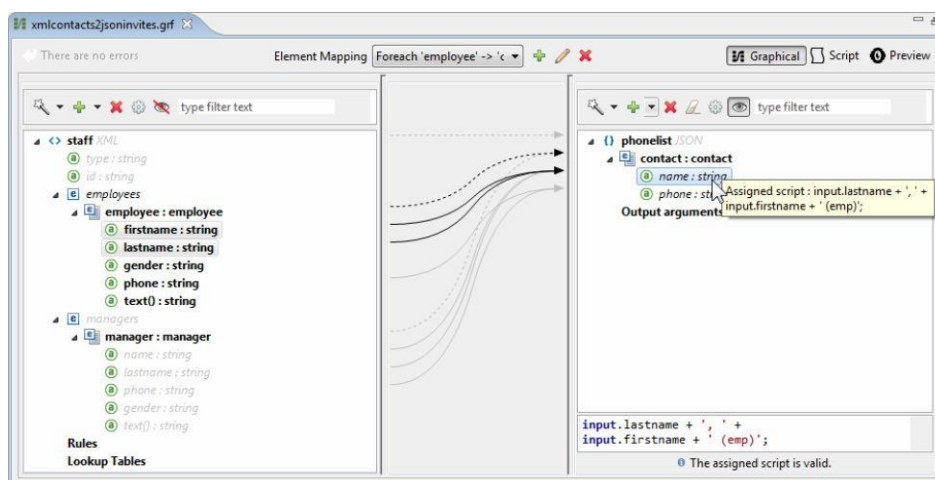 xmlcontacts2jsoninvites.grf
There are no errors
Element Mapping Foreach 'employee' -> 'c
Graphical Script Preview
type filter text
staff XML
type : string
id : string
employees
employee : employee
firstname : string
lastname : string
gender : string
phone : string
text() : string
managers
manager : manager
name : string
lastname : string
phone : string
gender : string
text() : string
Rules
Lookup Tables
type filter text
phonelist JSON
contact : contact
name : string
phone : st
Output arguments
Assigned script : input.lastname + ', ' +
input.firstname + ' (emp)';
input.lastname + ', ' +
input.firstname + ' (emp)';
The assigned script is valid.